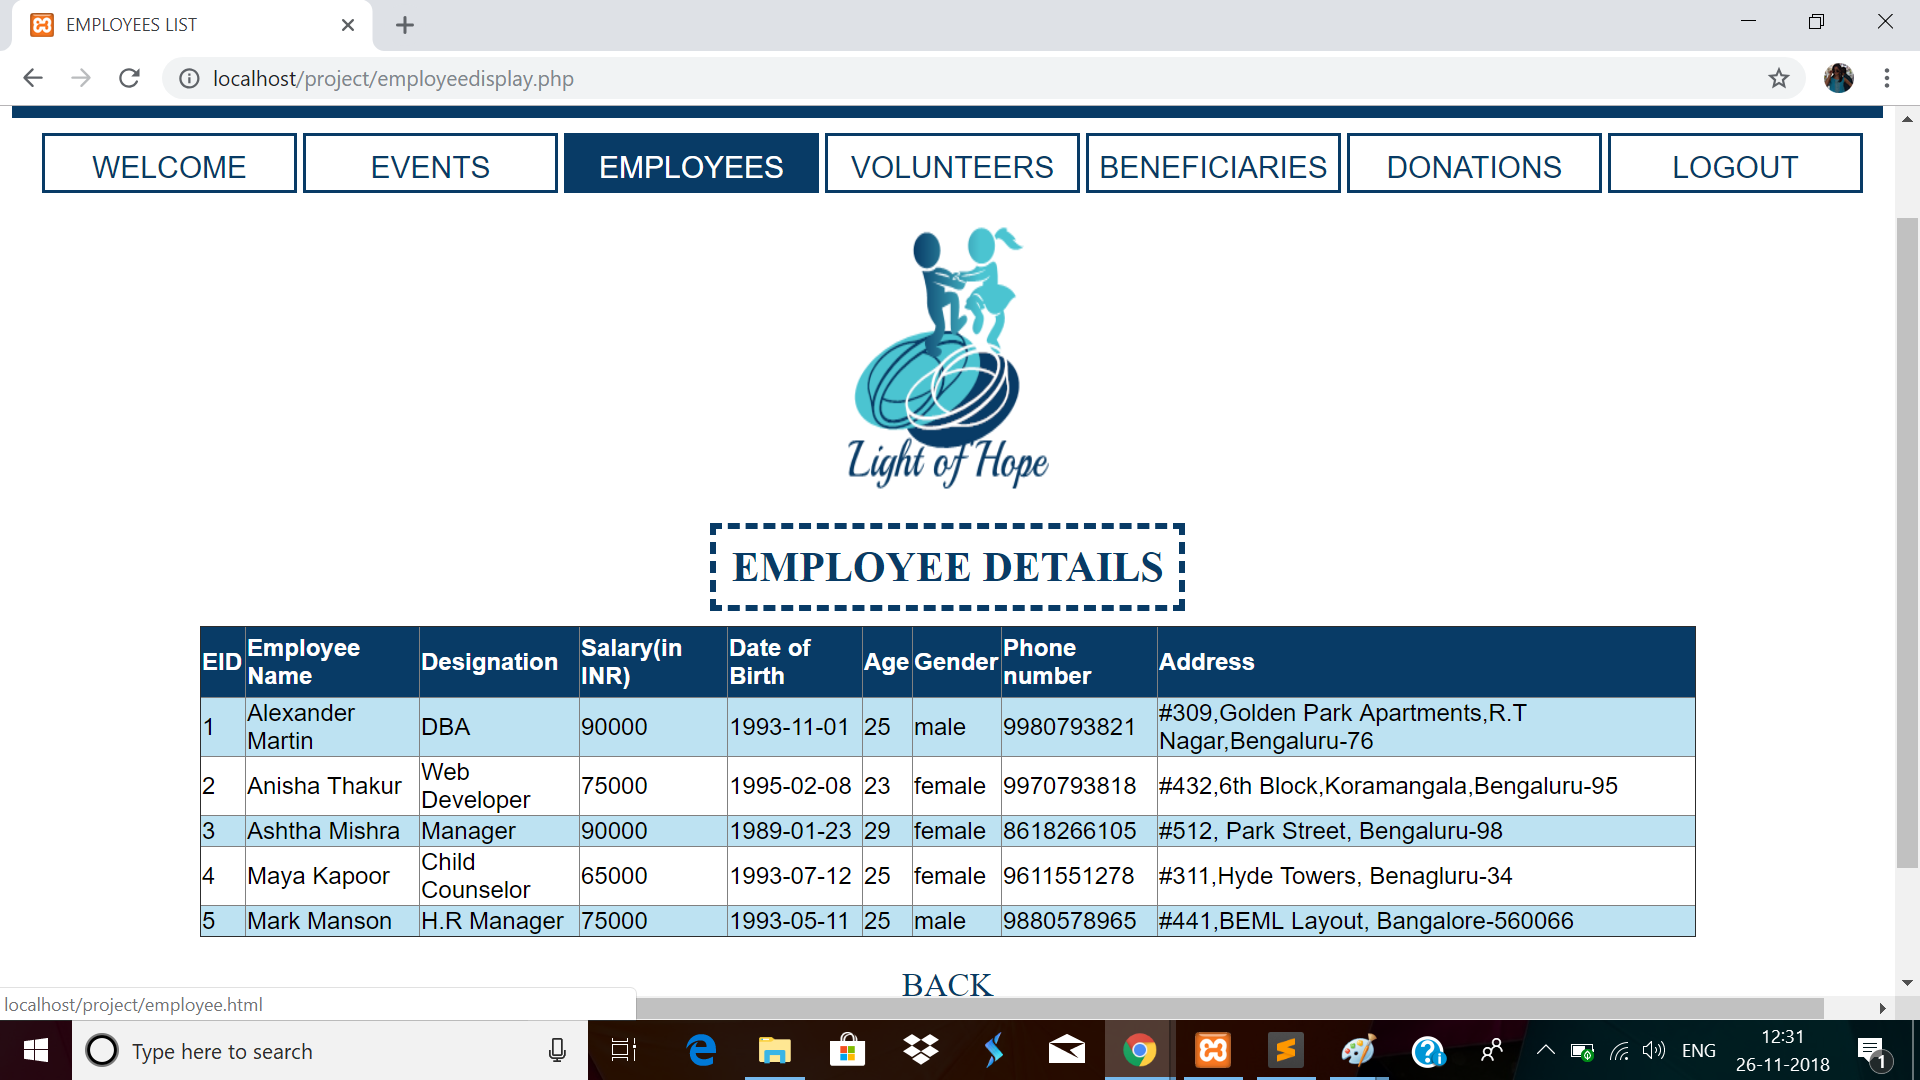 EMPLOYEES LIST
localhost/project/employeedisplay.php
WELCOME EVENTS EMPLOYEES VOLUNTEERS BENEFICIARIES DONATIONS LOGOUT
Light of Hope
EMPLOYEE DETAILS
EID Employee Name Designation Salary(in INR) Date of Birth Age Gender Phone number Address
1 Alexander Martin DBA 90000 1993-11-01 25 male 9980793821 #309,Golden Park Apartments,R.T Nagar,Bengaluru-76
2 Anisha Thakur Web Developer 75000 1995-02-08 23 female 9970793818 #432,6th Block,Koramangala,Bengaluru-95
3 Ashtha Mishra Manager 90000 1989-01-23 29 female 8618266105 #512, Park Street, Bengaluru-98
4 Maya Kapoor Child Counselor 65000 1993-07-12 25 female 9611551278 #311,Hyde Towers, Benagluru-34
5 Mark Manson H.R Manager 75000 1993-05-11 25 male 9880578965 #441,BEML Layout, Bangalore-560066
BACK
localhost/project/employee.html
Type here to search
ENG
12:31
26-11-2018
1